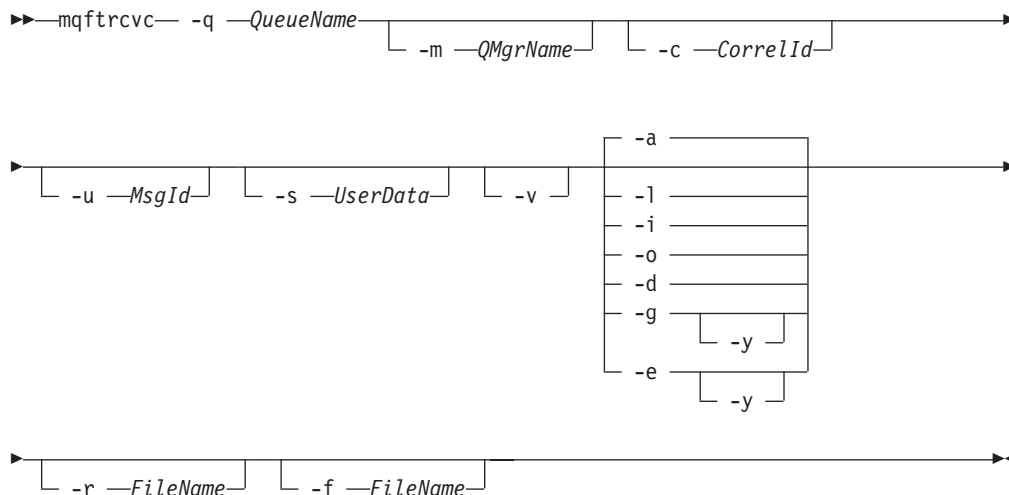 mqftrcvc -q QueueName
-m QMgrName -c CorrelId
-a
-u MsgId -s UserData -v -l
-i
-o
-d
-g
-y
-e
-y
-r FileName -f FileName